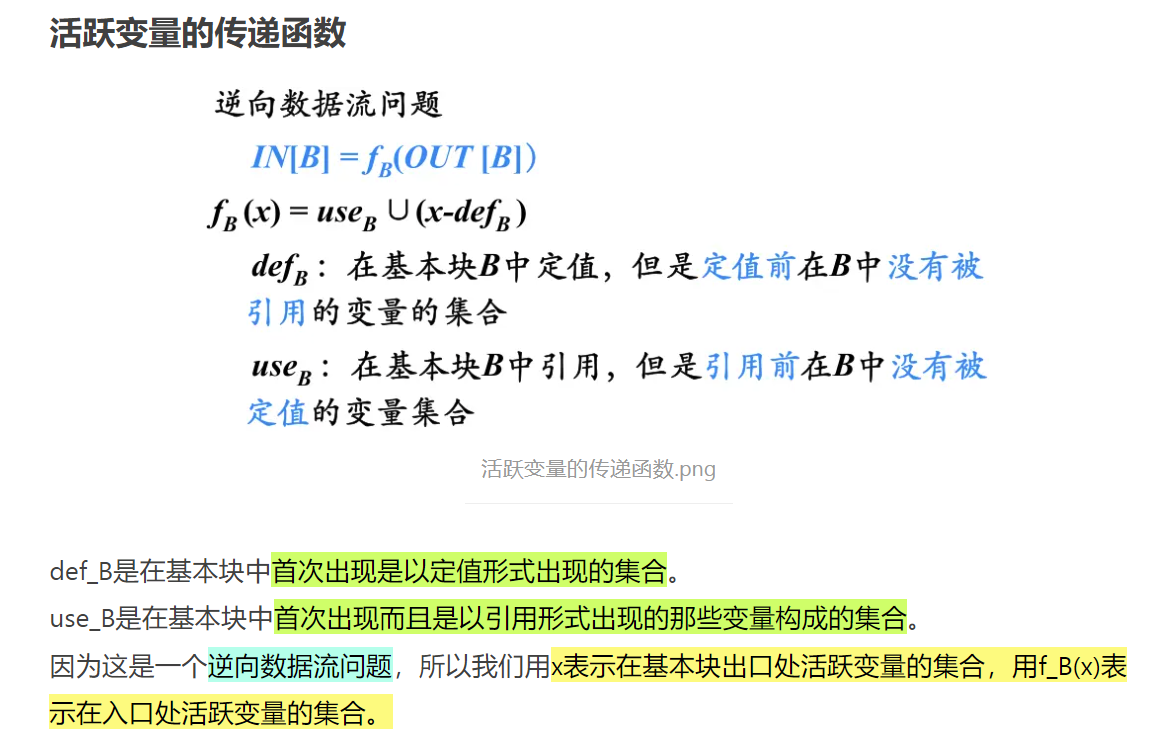 活跃变量的传递函数
逆向数据流问题
IN[B] = f_B(OUT [B])
f_B (x) = use_B ∪(x-def_B )
def_B : 在基本块B中定值，但是定值前在B中没有被
引用的变量的集合
use_B : 在基本块B中引用，但是引用前在B中没有被
定值的变量集合
活跃变量的传递函数.png
def_B是在基本块中首次出现是以定值形式出现的集合。
use_B是在基本块中首次出现而且是以引用形式出现的那些变量构成的集合。
因为这是一个逆向数据流问题，所以我们用x表示在基本块出口处活跃变量的集合，用f_B(x)表
示在入口处活跃变量的集合。